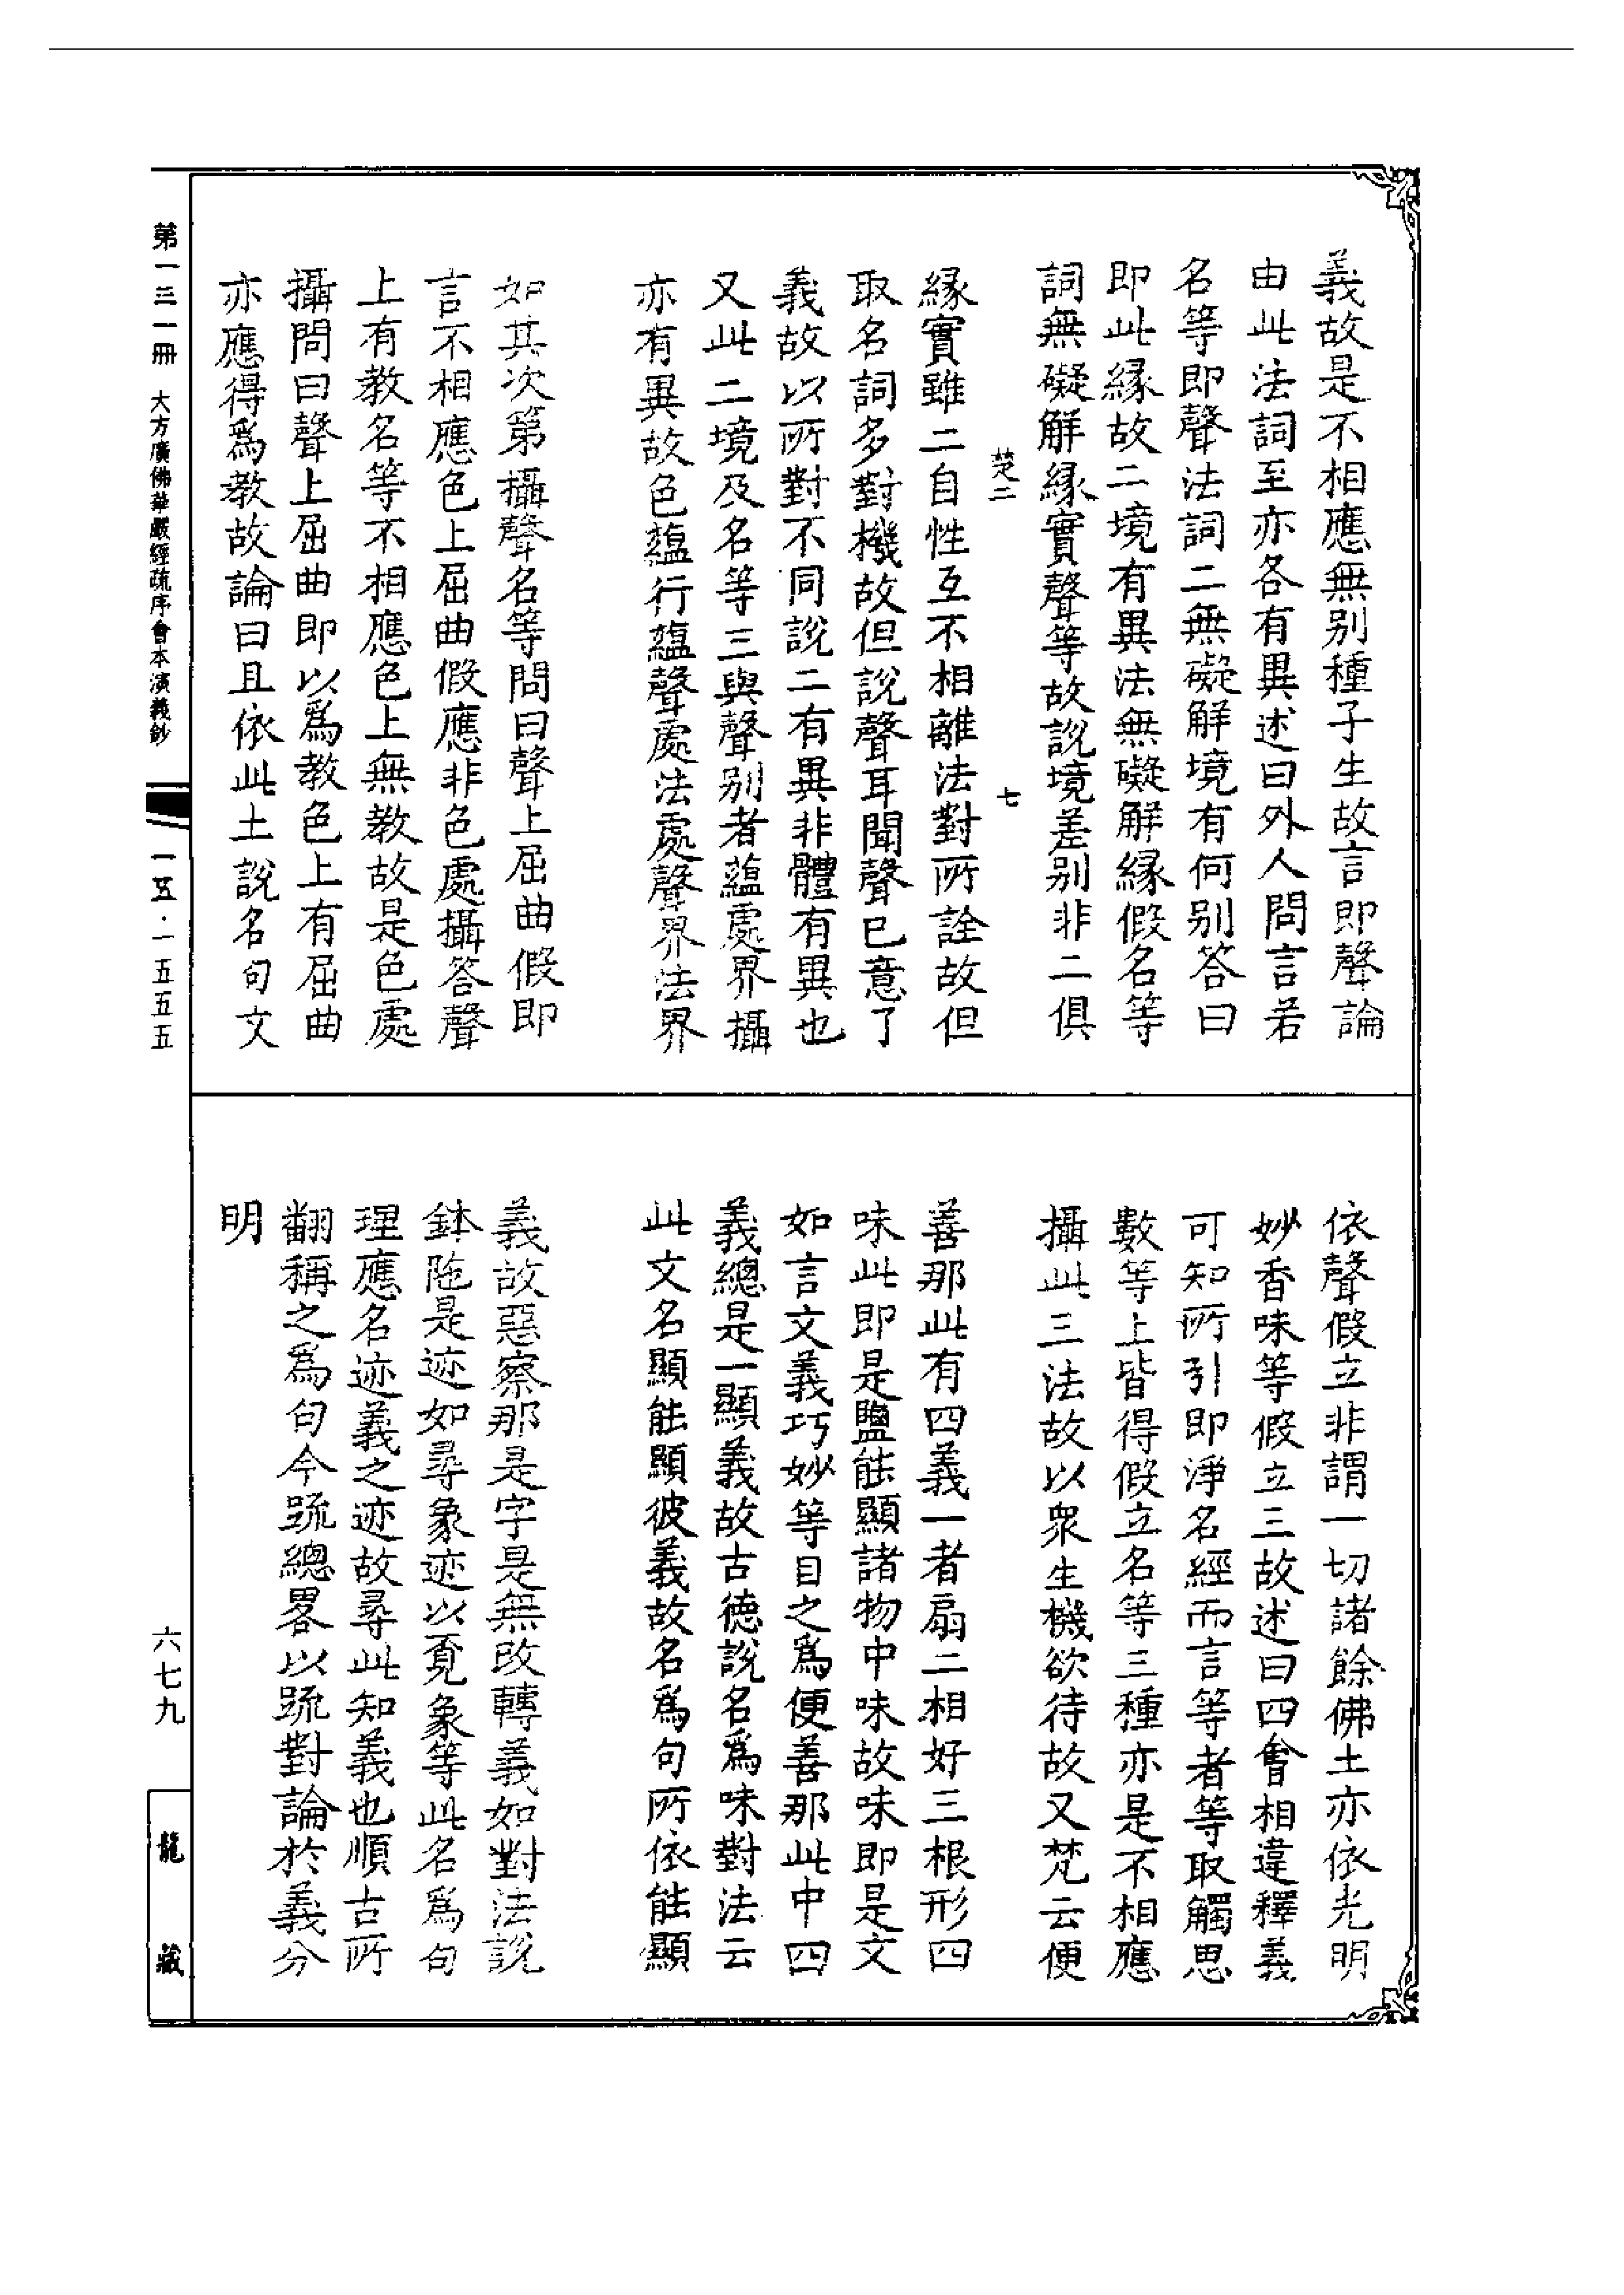 義故是不相應無別種子生故言即聲論
由此法詞至亦各有異述曰外人問言若
名等即聲法詞二無礙解境有何別答曰
即此緣故二境有異法無礙解緣假名等
詞無礙解緣實聲等故說境差別非二俱
楚二
七
緣實雖二自性互不相離法對所詮故但
取名詞多對機故但說聲耳聞聲已意了
義故以所對不同說二有異非體有異也
又此二境及名等三與聲別者蘊處界攝
亦有異故色蘊行蘊聲處法處聲界法界
如其次第攝聲名等問曰聲上屈曲假即
言不相應色上屈曲假應非色處攝答聲
上有教名等不相應色上無教故是色處
攝問曰聲上屈曲即以爲教色上有屈曲
亦應得爲教故論曰且依此土說名句文
依聲假立非謂一切諸餘佛土亦依光明
妙香味等假立三故述曰四會相違釋義
可知所引即淨名經而言等者等取觸思
數等上皆得假立名等三種亦是不相應
攝此三法故以衆生機欲待故又梵云便
善那此有四義一者扇二相好三根形四
味此即是鹽能顯諸物中味故味即是文
如言文義巧妙等目之爲便善那此中四
義總是一顯義故古德說名爲味對法云
此文名顯能顯彼義故名爲句所依能顯
義故惡察那是字是無改轉義如對法說
鉢陁是迹如尋象迹以覓象等此名爲句
理應名迹義之迹故尋此知義也順古所
翻稱之爲句今疏總畧以疏對論於義分
明
第一三一冊 大方廣佛華嚴經疏序會本演義鈔
一五·一五五五
六七九
龍藏